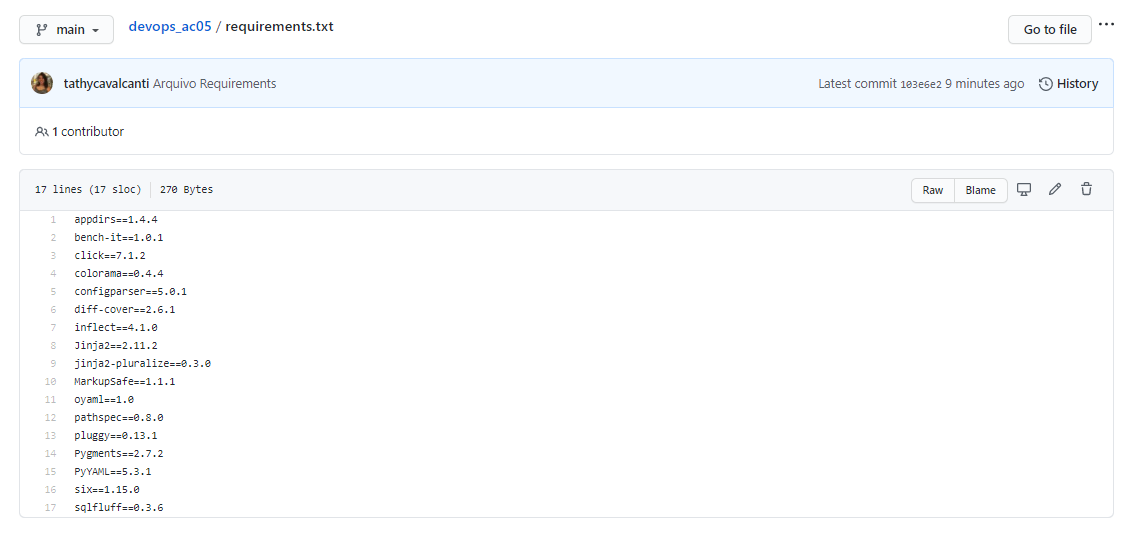 main
devops_ac05 / requirements.txt
Go to file
tathycavalcanti Arquivo Requirements
Latest commit 103e6e2 9 minutes ago
History
1 contributor
17 lines (17 sloc)
270 Bytes
Raw
Blame
1 appdirs==1.4.4
2 bench-it==1.0.1
3 click==7.1.2
4 colorama==0.4.4
5 configparser==5.0.1
6 diff-cover==2.6.1
7 inflect==4.1.0
8 Jinja2==2.11.2
9 jinja2-pluralize==0.3.0
10 MarkupSafe==1.1.1
11 oyaml==1.0
12 pathspec==0.8.0
13 pluggy==0.13.1
14 Pygments==2.7.2
15 PyYAML==5.3.1
16 six==1.15.0
17 sqlfluff==0.3.6